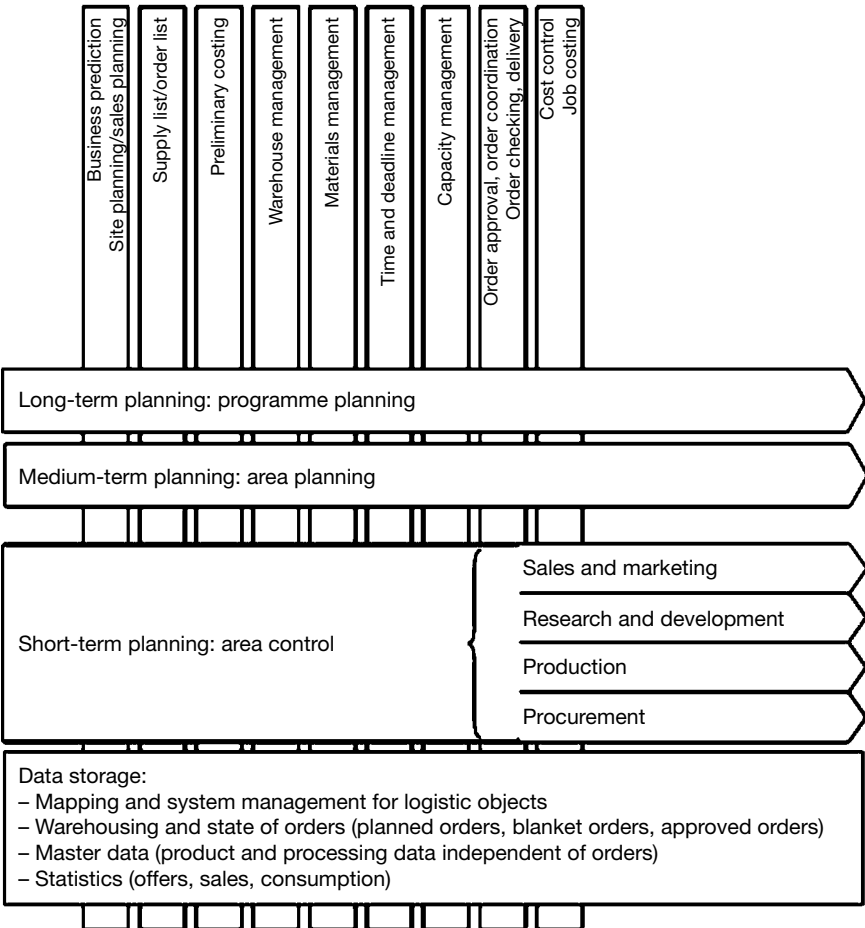 Business prediction
Site planning/sales planning
Supply list/order list
Preliminary costing
Warehouse management
Materials management
Time and deadline management
Capacity management
Order approval, order coordination
Order checking, delivery
Cost control
Job costing
Long-term planning: programme planning
Medium-term planning: area planning
Short-term planning: area control
Sales and marketing
Research and development
Production
Procurement
Data storage:
– Mapping and system management for logistic objects
– Warehousing and state of orders (planned orders, blanket orders, approved orders)
– Master data (product and processing data independent of orders)
– Statistics (offers, sales, consumption)